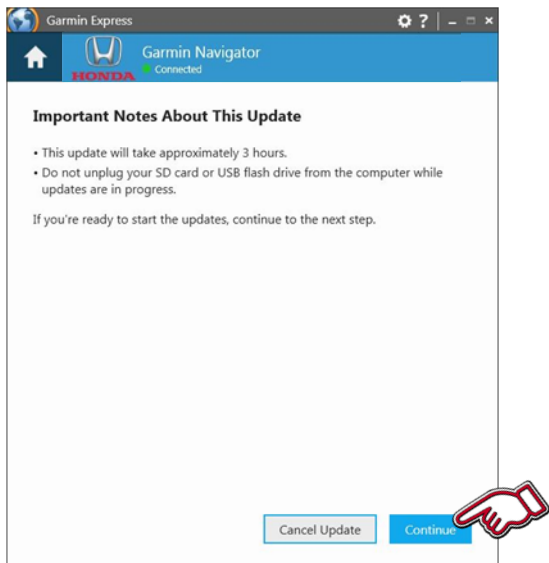 Garmin Express
Garmin Navigator
HONDA
Connected
Important Notes About This Update
• This update will take approximately 3 hours.
• Do not unplug your SD card or USB flash drive from the computer while
updates are in progress.
If you're ready to start the updates, continue to the next step.
Cancel Update
Continue